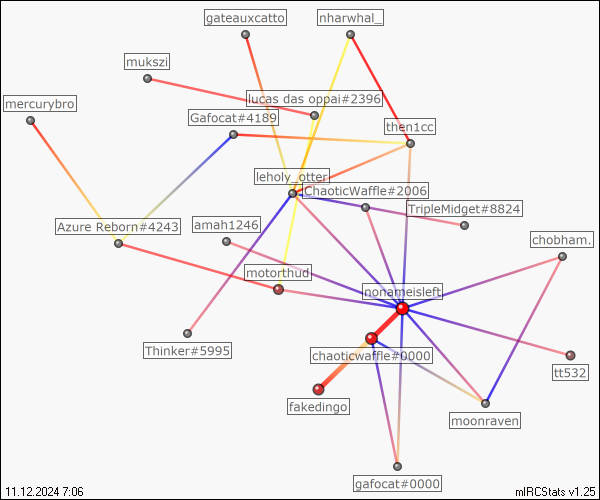 gateauxcatto
nharwhal_
mukszi
lucas das oppai#2396
mercurybro
Gafocat#4189
then1cc
leholy_otter
ChaoticWaffle#2006
TripleMidget#8824
Azure Reborn#4243
amah1246
chobham.
motorthud
nonameisleft
Thinker#5995
chaoticwaffle#0000
tt532
fakedingo
moonraven
gafocat#0000
11.12.2024 7:06
mIRCStats v1.25